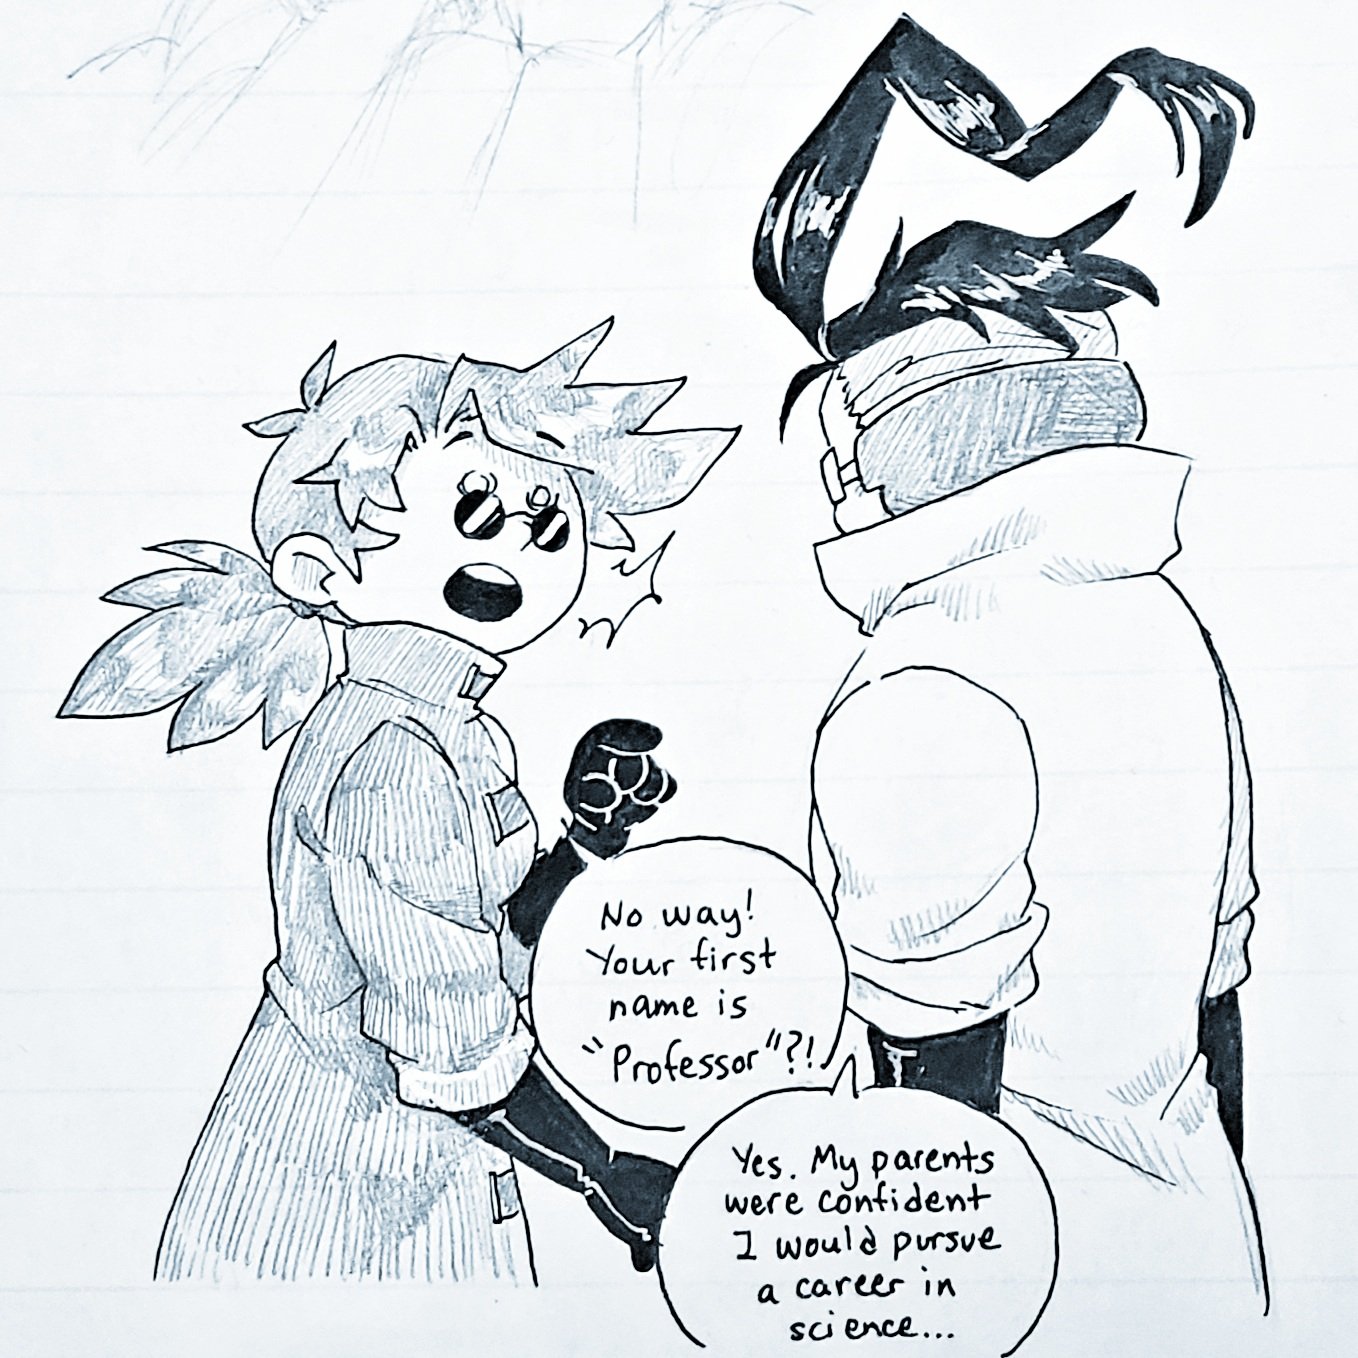 No way!
Your first
name is
"Professor"?!
Yes. My parents
were confident
I would pursue
a career in
science...